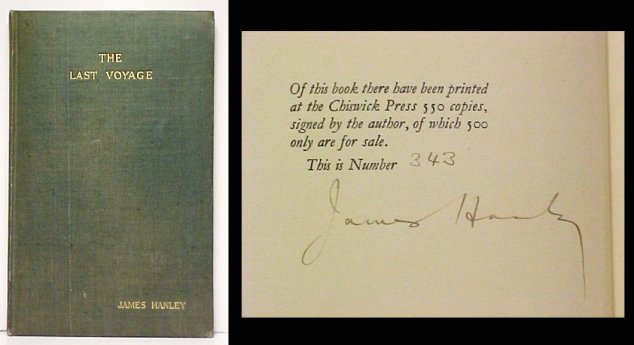 THE
LAST VOYAGE
JAMES HANLEY
Of this book there have been printed
at the Chiswick Press 550 copies,
signed by the author, of which 500
only are for sale.
This is Number 343
James Hanley